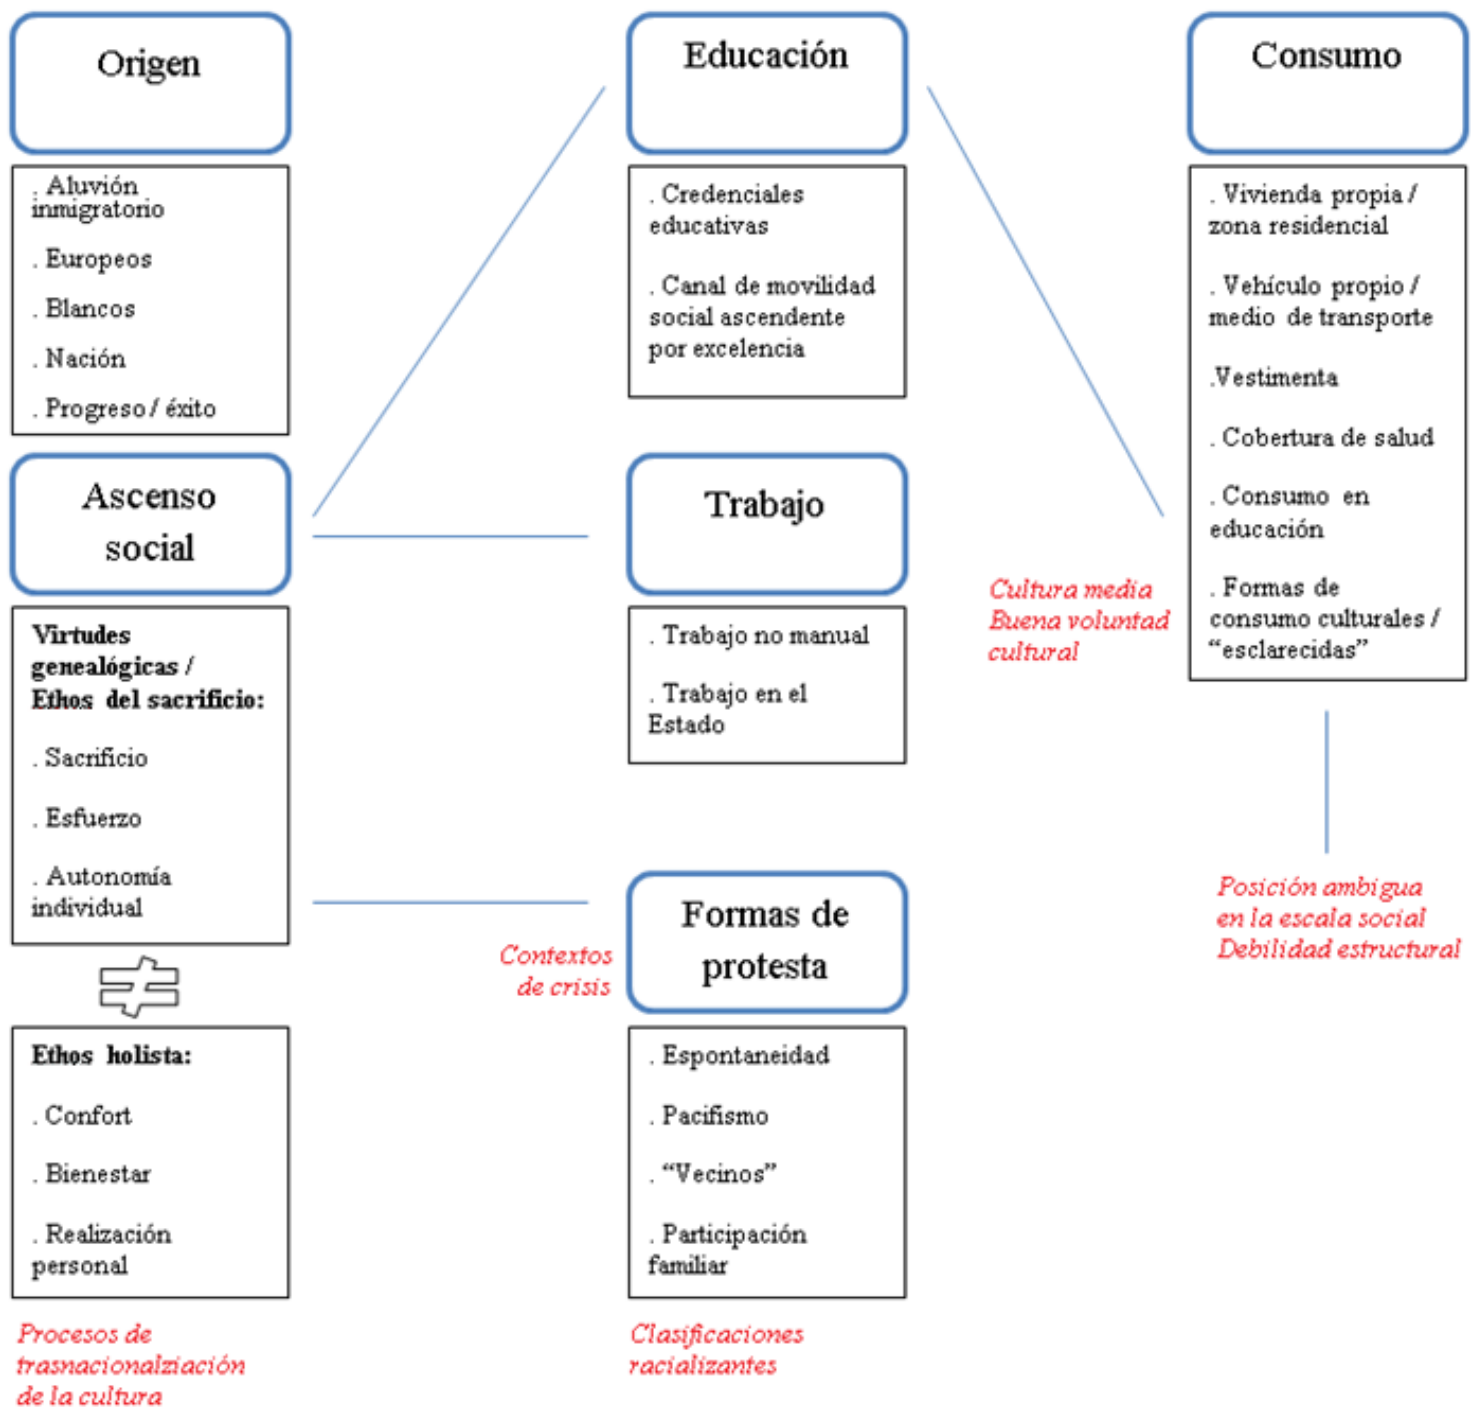 Origen
. Aluvión
inmigratorio
. Europeos
. Blancos
. Nación
. Progreso / éxito
Ascenso
social
Virtudes
genealógicas /
Ethos del sacrificio:
. Sacrificio
. Esfuerzo
. Autonomía
individual
Ethos holista:
. Confort
. Bienestar
. Realización
personal
Procesos de
trasnacionalziación
de la cultura
Educación
. Credenciales
educativas
. Canal de movilidad
social ascendente
por excelencia
Trabajo
. Trabajo no manual
. Trabajo en el
Estado
Contextos
de crisis
Formas de
protesta
. Espontaneidad
. Pacifismo
. “Vecinos”
. Participación
familiar
Clasificaciones
racializantes
Cultura media
Buena voluntad
cultural
Consumo
. Vivienda propia /
zona residencial
. Vehículo propio /
medio de transporte
.Vestimenta
. Cobertura de salud
. Consumo en
educación
. Formas de
consumo culturales /
“esclarecidas”
Posición ambigua
en la escala social
Debilidad estructural